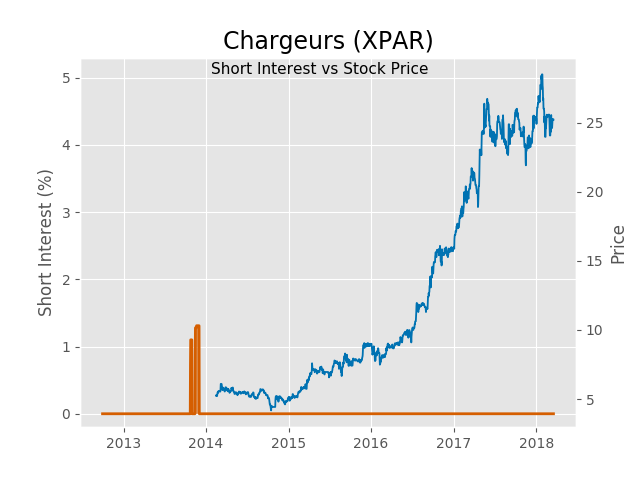 Chargeurs (XPAR)
Short Interest vs Stock Price
Short Interest (%)
5
4
3
2
1
0
25
20
15
10
5
Price
2013 2014 2015 2016 2017 2018